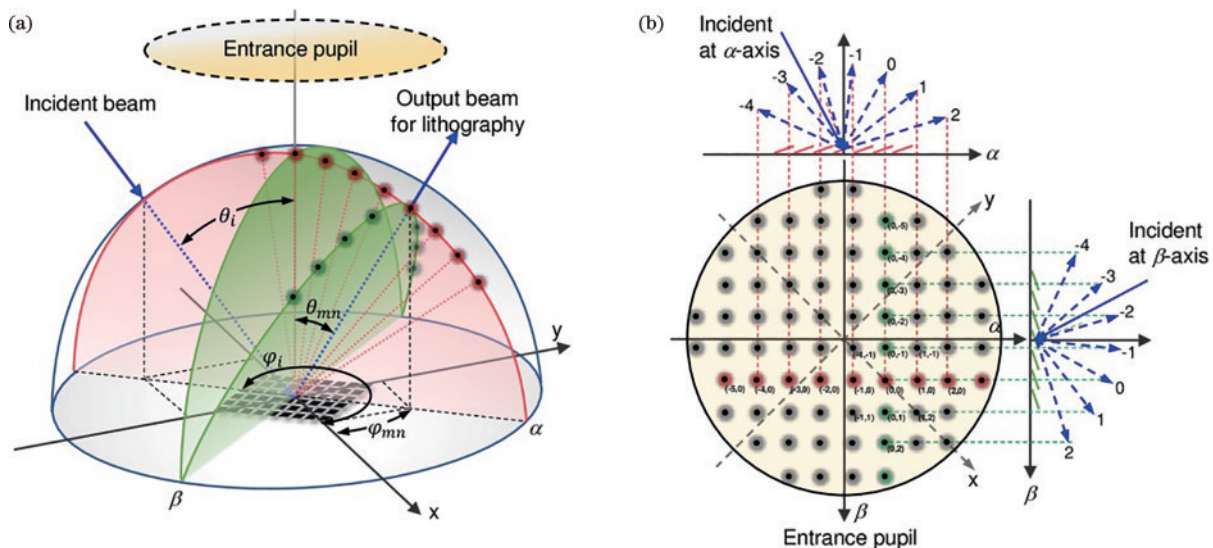 (a)
Entrance pupil
Incident beam
Output beam
for lithography
θi
θmn
φi
φmn
y
α
β
x
(b)
Incident
at α-axis
-4
-3
-2
-1
0
1
2
α
y
(0,-5)
(0,-4)
(0,-3)
(0,-2)
α
(-1,-1)
(0,-1)
(1,-1)
(-5,0)
(-4,0)
(-3,0)
(-2,0)
(-1,0)
(0,0)
(1,0)
(2,0)
(-1,1)
(0,1)
(1,2)
(0,2)
x
β
Entrance pupil
Incident
at β-axis
-4
-3
-2
-1
0
1
2
β